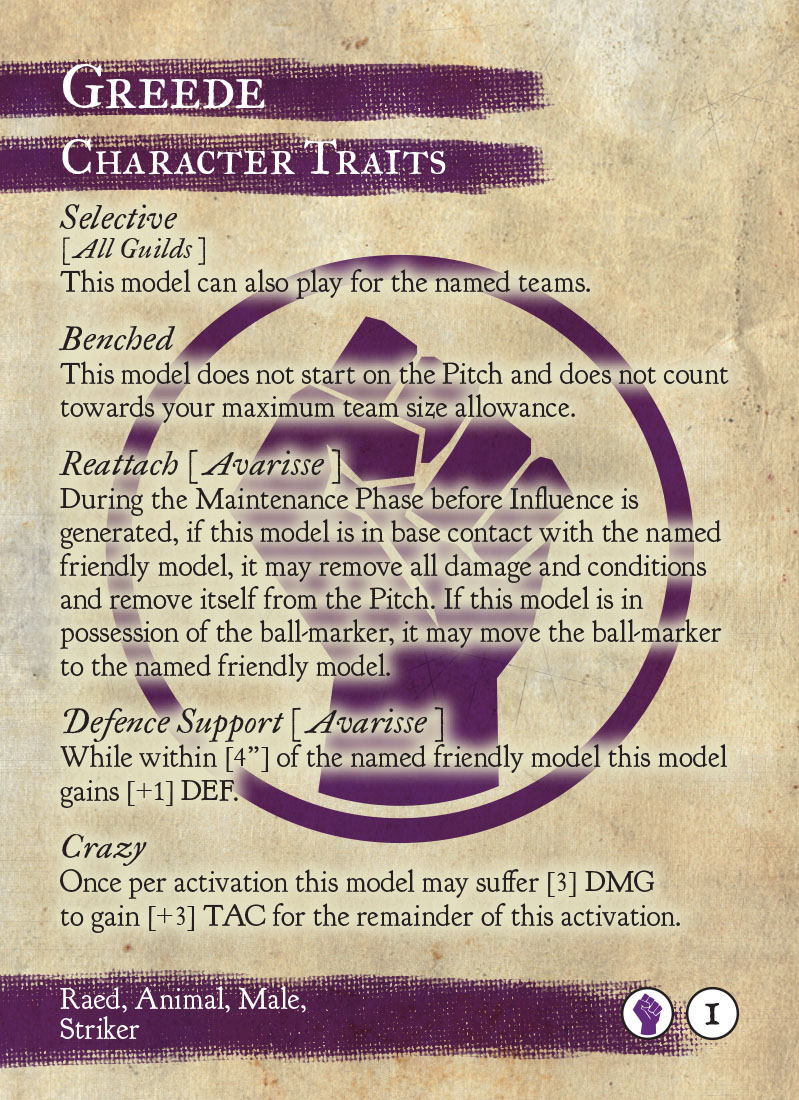 Greede
Character Traits
Selective
[ All Guilds ]
This model can also play for the named teams.
Benched
This model does not start on the Pitch and does not count
towards your maximum team size allowance.
Reattach [ Avarisse ]
During the Maintenance Phase before Influence is
generated, if this model is in base contact with the named
friendly model, it may remove all damage and conditions
and remove itself from the Pitch. If this model is in
possession of the ball-marker, it may move the ball-marker
to the named friendly model.
Defence Support [ Avarisse ]
While within [4”] of the named friendly model this model
gains [+1] DEF.
Crazy
Once per activation this model may suffer [3] DMG
to gain [+3] TAC for the remainder of this activation.
Raed, Animal, Male,
Striker
1